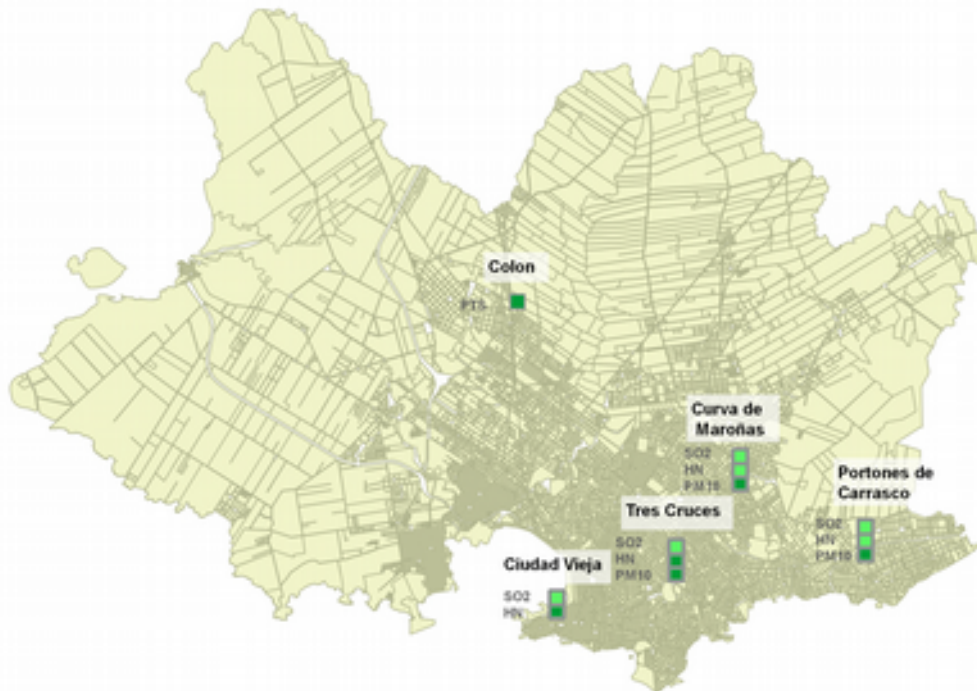 Colon
PTS
Curva de
Maroñas
SO2
HN
PM10
Portones de
Carrasco
SO2
HN
PM10
Tres Cruces
SO2
HN
PM10
Ciudad Vieja
SO2
HN